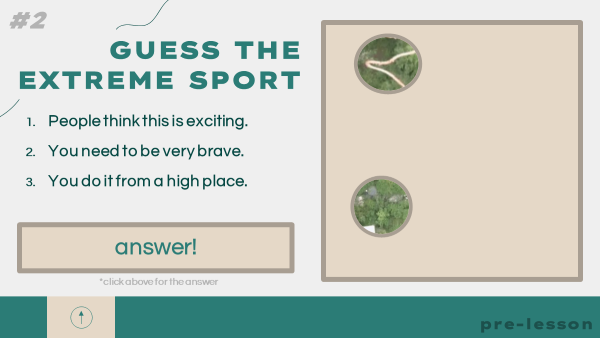 #2
GUESS THE
EXTREME SPORT
1. People think this is exciting.
2. You need to be very brave.
3. You do it from a high place.
answer!
*click above for the answer
pre-lesson